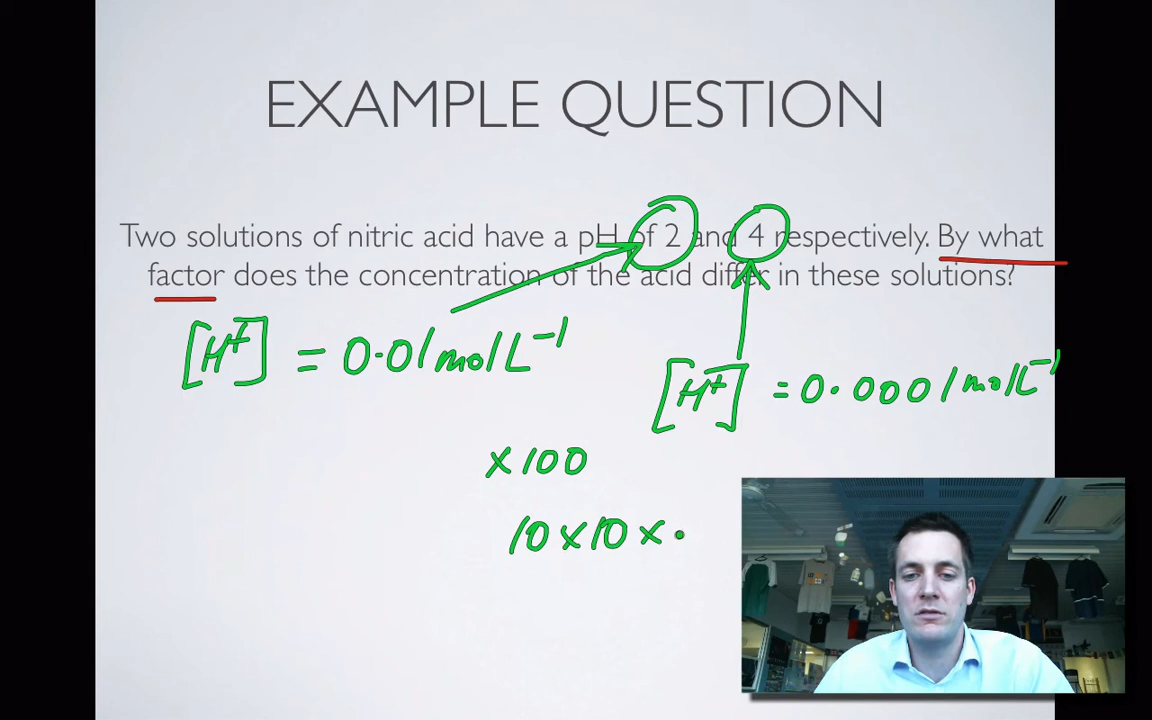 EXAMPLE QUESTION
Two solutions of nitric acid have a pH of 2 and 4 respectively. By what
factor does the concentration of the acid differ in these solutions?
[H⁺] = 0.01 mol L⁻¹
[H⁺] = 0.0001 mol L⁻¹
×100
10×10×